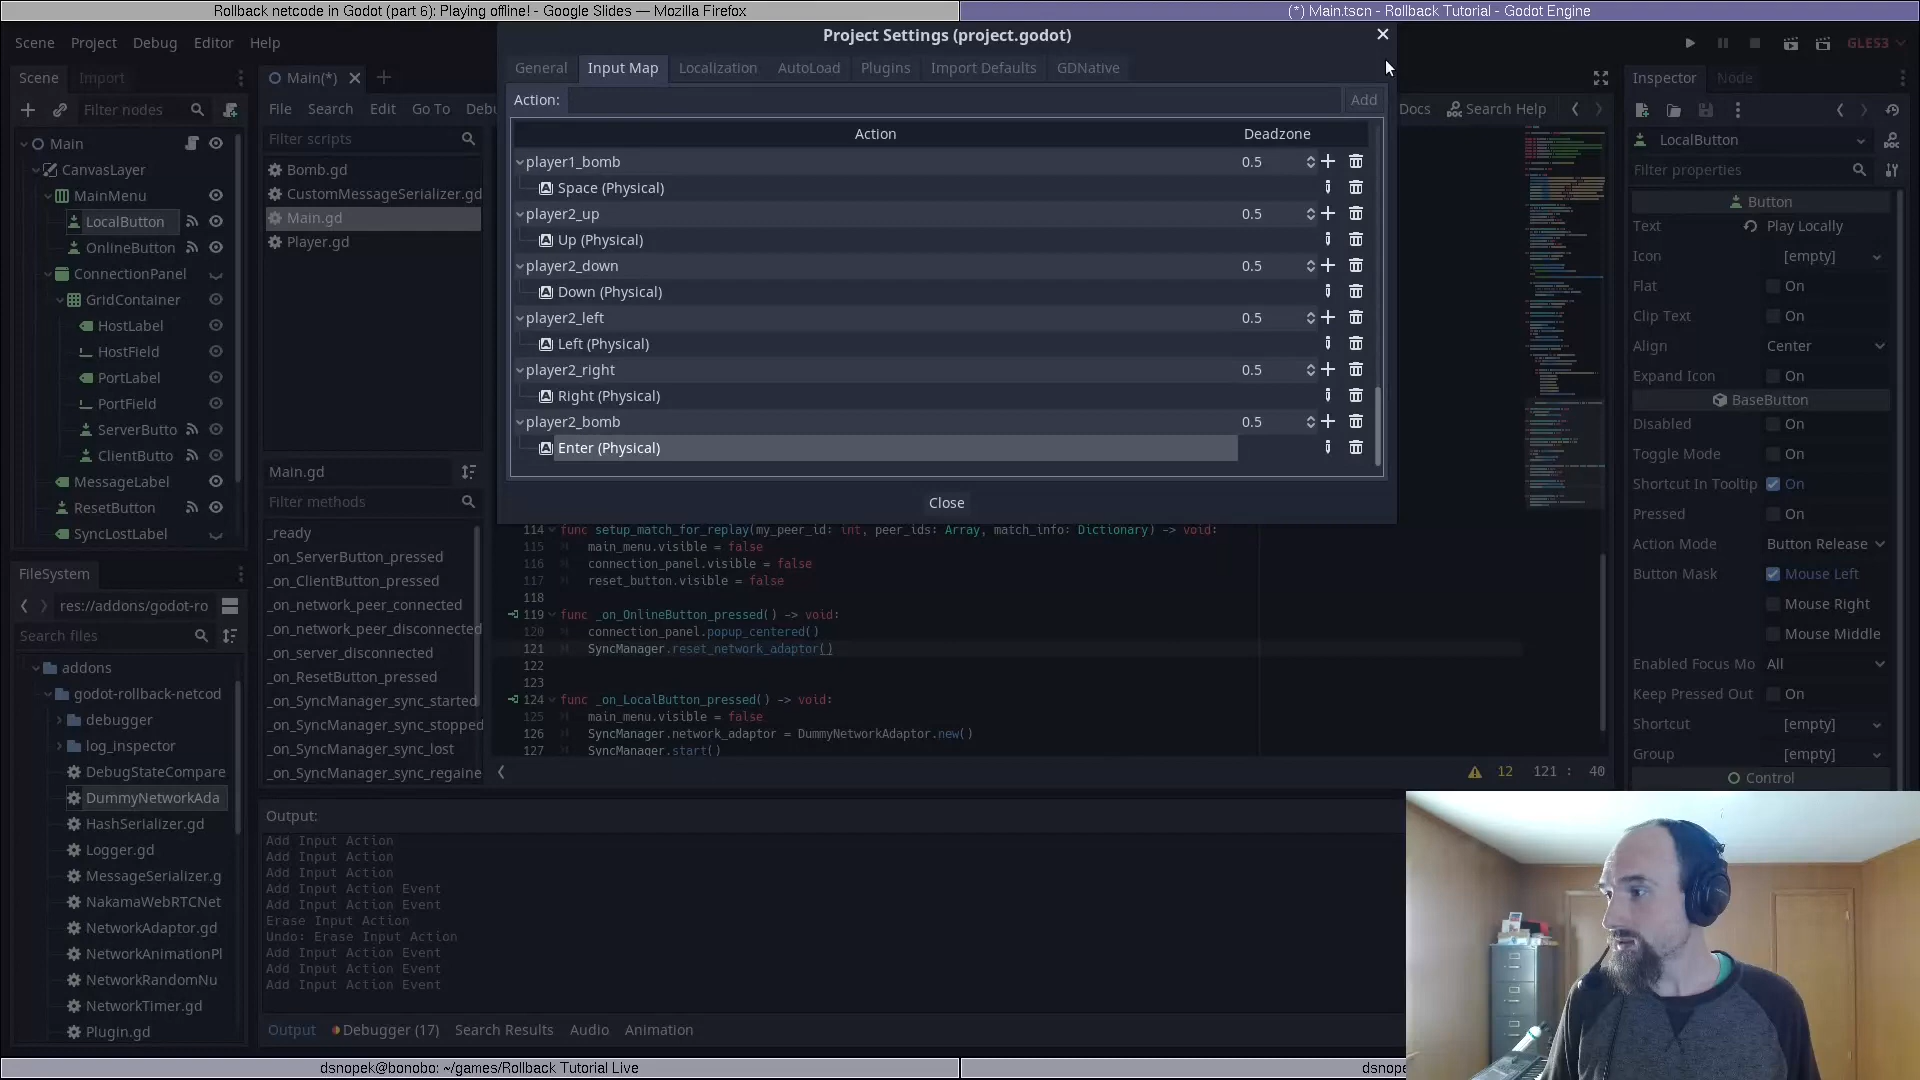 Rollback netcode in Godot (part 6): Playing offline! - Google Slides — Mozilla Firefox
(*) Main.tscn - Rollback Tutorial - Godot Engine
Scene Project Debug Editor Help
GLES3
Scene Import
Filter nodes
Main
CanvasLayer
MainMenu
LocalButton
OnlineButton
ConnectionPanel
GridContainer
HostLabel
HostField
PortLabel
PortField
ServerButto
ClientButto
MessageLabel
ResetButton
SyncLostLabel
FileSystem
res://addons/godot-ro
Search files
addons
godot-rollback-netcod
debugger
log_inspector
DebugStateCompare
DummyNetworkAda
HashSerializer.gd
Logger.gd
MessageSerializer.g
NakamaWebRTCNet
NetworkAdaptor.gd
NetworkAnimationPl
NetworkRandomNu
NetworkTimer.gd
Plugin.gd
Main(*)
File Search Edit Go To Debu
Docs Search Help
Filter scripts
Bomb.gd
CustomMessageSerializer.gd
Main.gd
Player.gd
Main.gd
Filter methods
_ready
_on_ServerButton_pressed
_on_ClientButton_pressed
_on_network_peer_connected
_on_network_peer_disconnected
_on_server_disconnected
_on_ResetButton_pressed
_on_SyncManager_sync_started
_on_SyncManager_sync_stopped
_on_SyncManager_sync_lost
_on_SyncManager_sync_regaine
Project Settings (project.godot)
General Input Map Localization AutoLoad Plugins Import Defaults GDNative
Action: Add
Action Deadzone
player1_bomb 0.5
Space (Physical)
player2_up 0.5
Up (Physical)
player2_down 0.5
Down (Physical)
player2_left 0.5
Left (Physical)
player2_right 0.5
Right (Physical)
player2_bomb 0.5
Enter (Physical)
Close
114 func setup_match_for_replay(my_peer_id: int, peer_ids: Array, match_info: Dictionary) -> void:
115 main_menu.visible = false
116 connection_panel.visible = false
117 reset_button.visible = false
118
119 func _on_OnlineButton_pressed() -> void:
120 connection_panel.popup_centered()
121 SyncManager.reset_network_adaptor()
122
123
124 func _on_LocalButton_pressed() -> void:
125 main_menu.visible = false
126 SyncManager.network_adaptor = DummyNetworkAdaptor.new()
127 SyncManager.start()
12 121 : 40
Output:
Add Input Action
Add Input Action
Add Input Action
Add Input Action Event
Add Input Action Event
Erase Input Action
Undo: Erase Input Action
Add Input Action Event
Add Input Action Event
Add Input Action Event
Output Debugger (17) Search Results Audio Animation
Inspector Node
LocalButton
Filter properties
Button
Text Play Locally
Icon [empty]
Flat On
Clip Text On
Align Center
Expand Icon On
BaseButton
Disabled On
Toggle Mode On
Shortcut In Tooltip On
Pressed On
Action Mode Button Release
Button Mask Mouse Left
Mouse Right
Mouse Middle
Enabled Focus Mo All
Keep Pressed Out On
Shortcut [empty]
Group [empty]
Control
dsnopek@bonobo: ~/games/Rollback Tutorial Live
dsnope